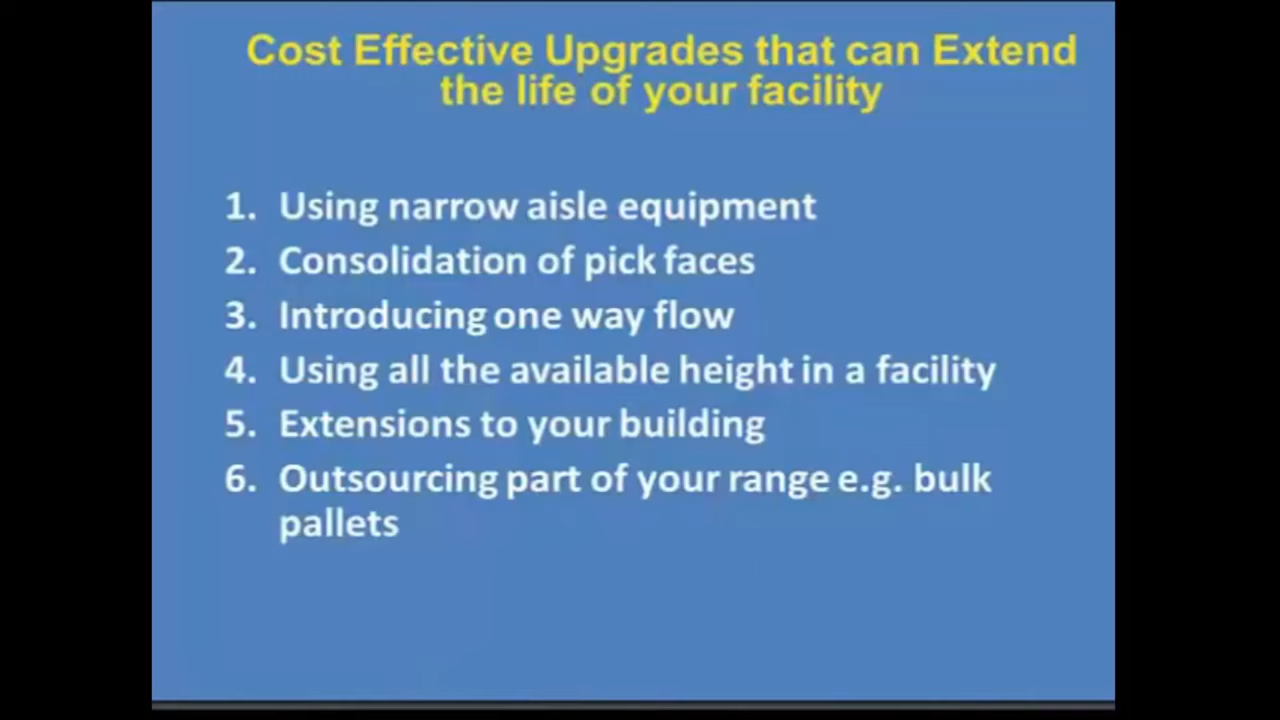 Cost Effective Upgrades that can Extend
the life of your facility
1. Using narrow aisle equipment
2. Consolidation of pick faces
3. Introducing one way flow
4. Using all the available height in a facility
5. Extensions to your building
6. Outsourcing part of your range e.g. bulk
pallets